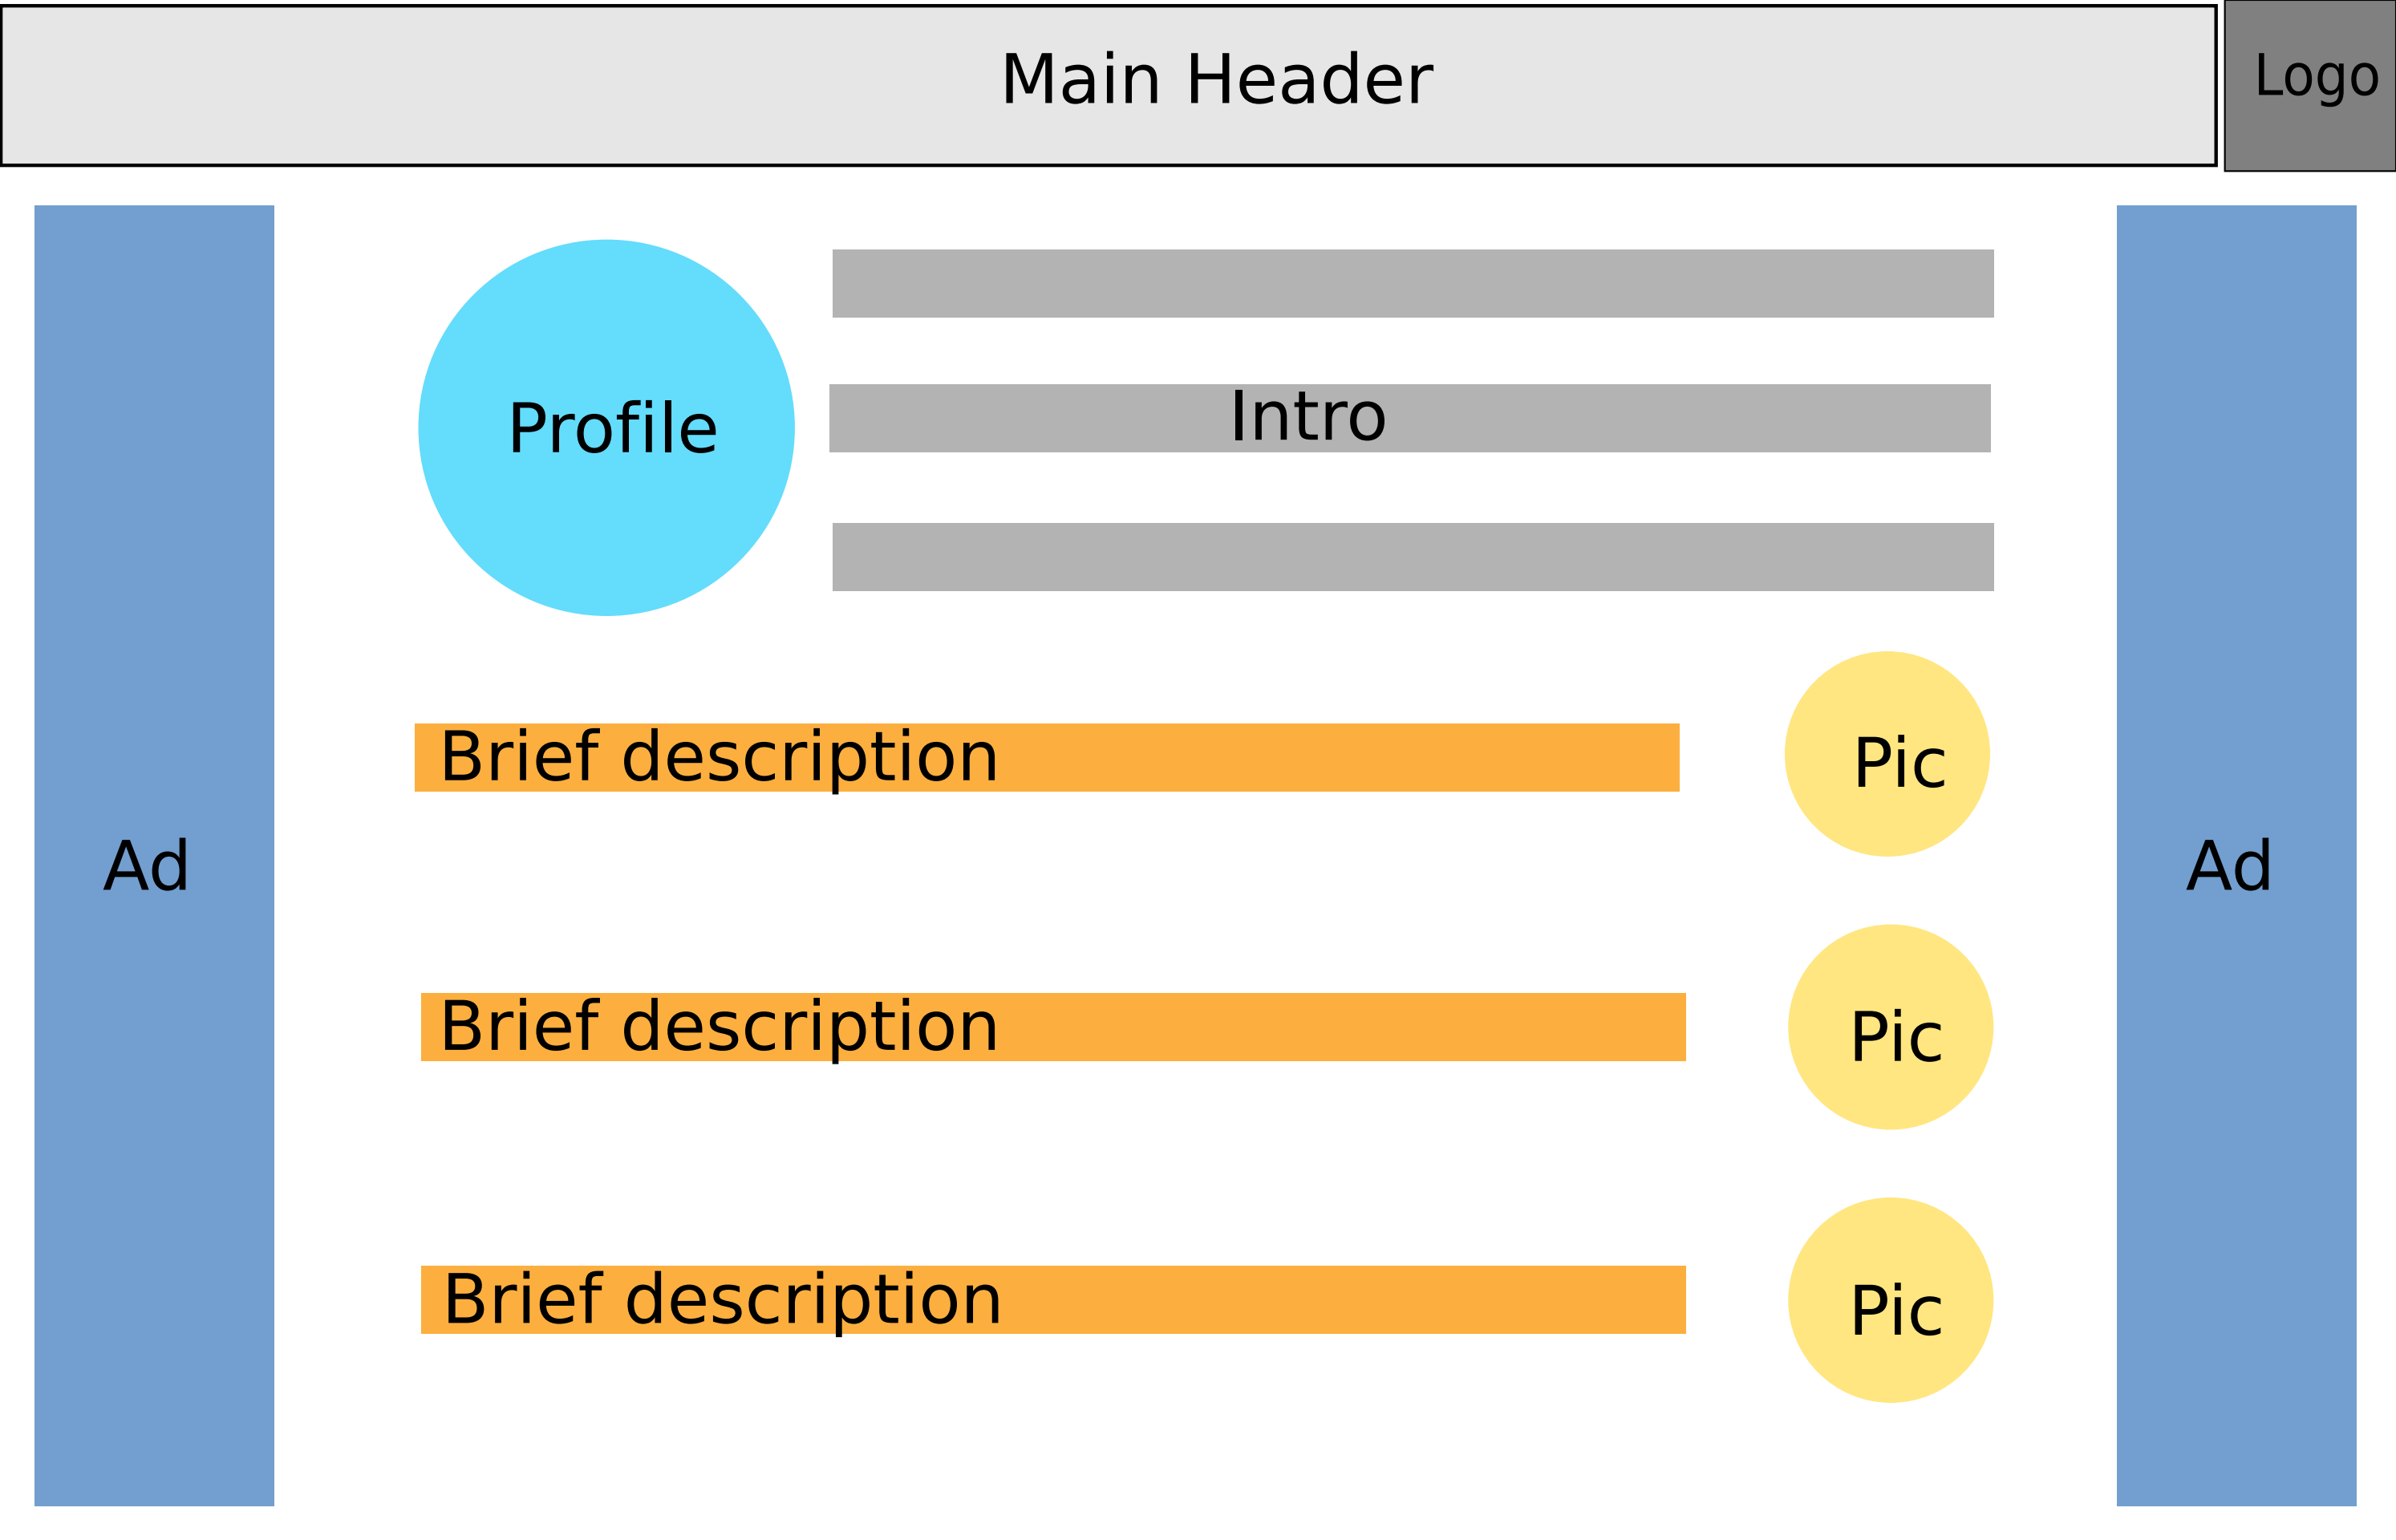 Main Header
Logo
Profile
Intro
Brief description
Pic
Ad
Ad
Brief description
Pic
Brief description
Pic